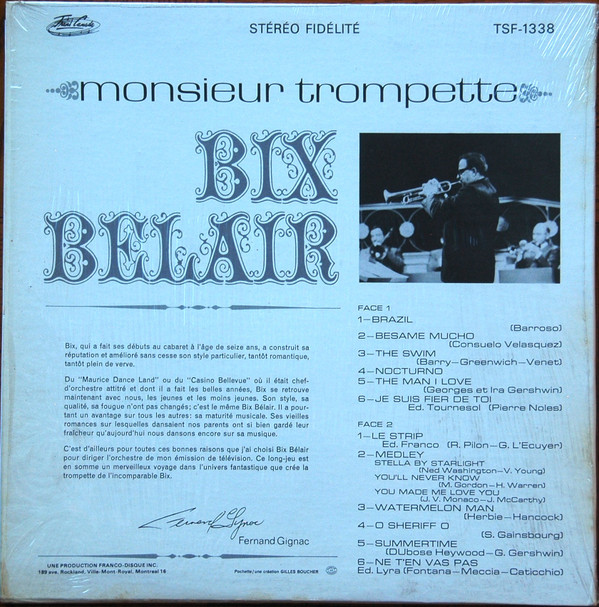 STÉRÉO FIDÉLITÉ
TSF-1338
monsieur trompette
BIX
BELAIR
Bix, qui a fait ses débuts au cabaret à l'âge de seize ans, a construit sa
réputation et amélioré sans cesse son style particulier, tantôt romantique,
tantôt plein de verve.
Du "Maurice Dance Land" ou du "Casino Bellevue" où il était chef-
d'orchestre attitré et dont il a fait les belles années, Bix se retrouve
maintenant avec nous, les jeunes et les moins jeunes. Son style, sa
qualité, sa fougue n'ont pas changés; c'est le même Bix Bélair. Il a pour-
tant un avantage sur tous les autres: sa maturité musicale. Ses vieilles
romances sur lesquelles dansaient nos parents ont si bien gardé leur
fraîcheur qu'aujourd'hui nous dansons encore sur sa musique.
C'est d'ailleurs pour toutes ces bonnes raisons que j'ai choisi Bix Bélair
pour diriger l'orchestre de mon émission de télévision. Ce long-jeu est
en somme un merveilleux voyage dans l'univers fantastique que crée la
trompette de l'incomparable Bix.
Fernand Gignac
Fernand Gignac
UNE PRODUCTION FRANCO-DISQUE INC.
189 ave. Rockland, Ville-Mont-Royal, Montréal 16
Pochette/une création GILLES BOUCHER
FACE 1
1-BRAZIL
(Barroso)
2-BESAME MUCHO
(Consuelo Velasquez)
3-THE SWIM
(Barry-Greenwich-Venet)
4-NOCTURNO
5-THE MAN I LOVE
(Georges et Ira Gershwin)
6-JE SUIS FIER DE TOI
Ed. Tournesol (Pierre Noles)
FACE 2
1-LE STRIP
Ed. Franco (R. Pilon-G. L'Ecuyer)
2-MEDLEY
STELLA BY STARLIGHT
(Ned Washington-V. Young)
YOU'LL NEVER KNOW
(M. Gordon-H. Warren)
YOU MADE ME LOVE YOU
(J. V. Monaco-J. McCarthy)
3-WATERMELON MAN
(Herbie-Hancock)
4-O SHERIFF O
(S. Gainsbourg)
5-SUMMERTIME
(DUbose Heywood-G. Gershwin)
6-NE T'EN VAS PAS
Ed. Lyra (Fontana-Meccia-Caticchio)